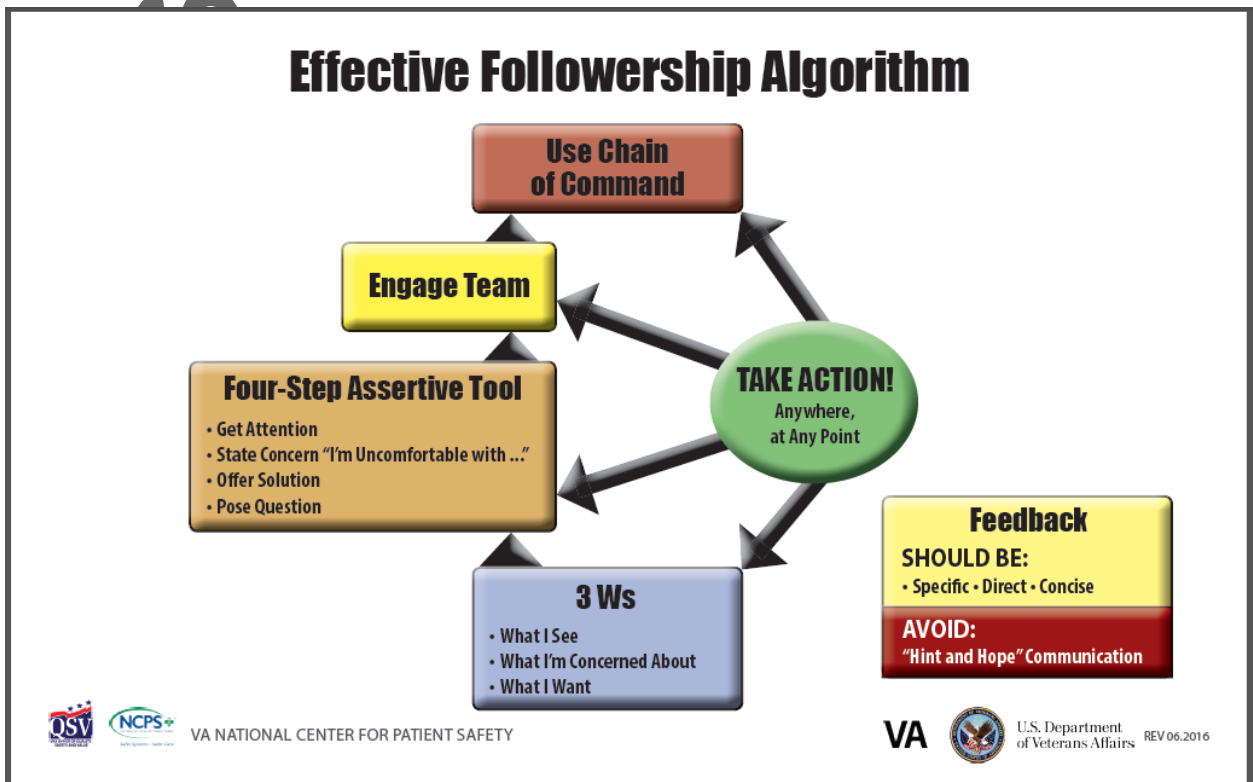 Effective Followership Algorithm
Use Chain
of Command
Engage Team
Four-Step Assertive Tool
• Get Attention
• State Concern “I’m Uncomfortable with ...”
• Offer Solution
• Pose Question
TAKE ACTION!
Anywhere,
at Any Point
3 Ws
• What I See
• What I’m Concerned About
• What I Want
Feedback
SHOULD BE:
• Specific • Direct • Concise
AVOID:
“Hint and Hope” Communication
QSV
NCPS
VA NATIONAL CENTER FOR PATIENT SAFETY
VA
U.S. Department
of Veterans Affairs
REV 06.2016